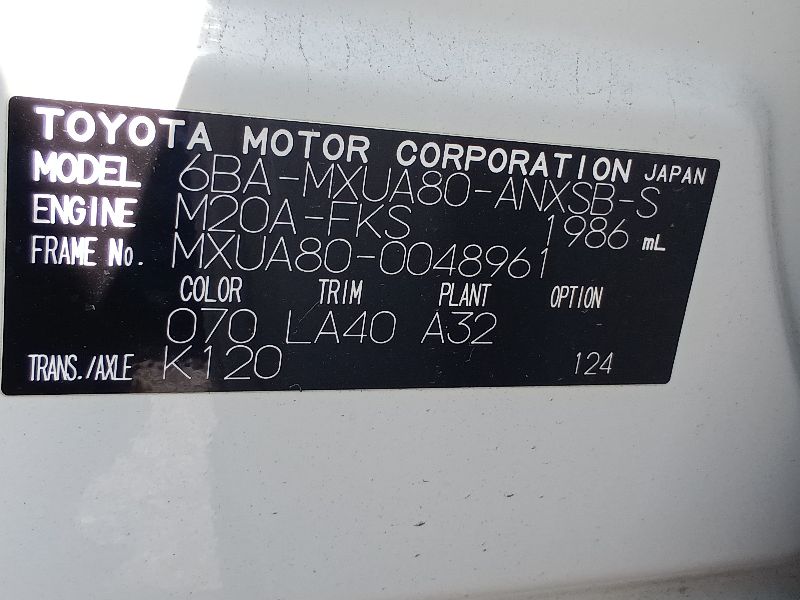 TOYOTA MOTOR CORPORATION JAPAN
MODEL 6BA-MXUA80-ANXSB-S
ENGINE M20A-FKS 1986 mL
FRAME No. MXUA80-0048961
COLOR TRIM PLANT OPTION
070 LA40 A32
TRANS./AXLE K120 124